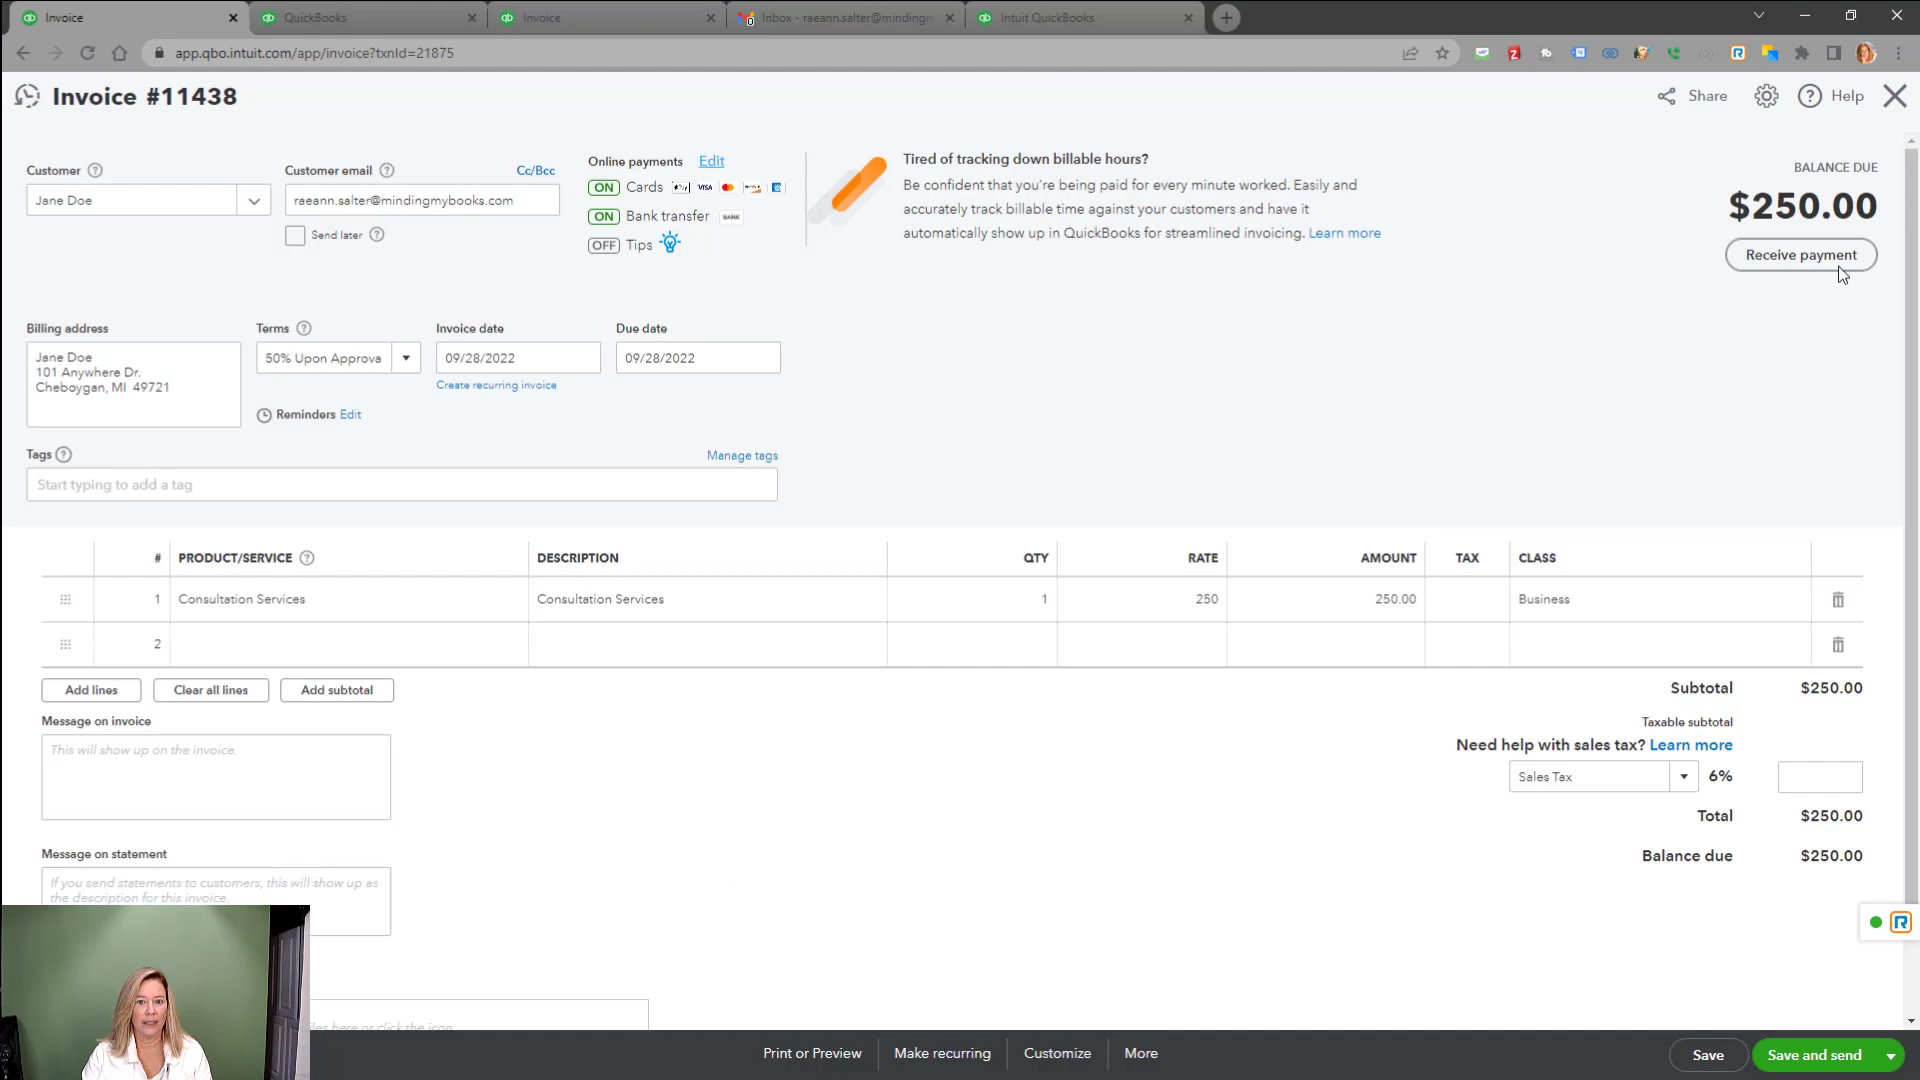 Invoice
QuickBooks
Invoice
Inbox - raeann.salter@minding
Intuit QuickBooks
app.qbo.intuit.com/app/invoice?txnId=21875
Invoice #11438
Share
Help
Customer
Customer email
Cc/Bcc
Jane Doe
raeann.salter@mindingmybooks.com
Send later
Online payments Edit
ON Cards
VISA
ON Bank transfer BANK
OFF Tips
Tired of tracking down billable hours?
Be confident that you're being paid for every minute worked. Easily and
accurately track billable time against your customers and have it
automatically show up in QuickBooks for streamlined invoicing. Learn more
BALANCE DUE
$250.00
Receive payment
Billing address
Jane Doe
101 Anywhere Dr.
Cheboygan, MI 49721
Terms
50% Upon Approva
Invoice date
09/28/2022
Create recurring invoice
Due date
09/28/2022
Reminders Edit
Tags
Manage tags
Start typing to add a tag
# PRODUCT/SERVICE DESCRIPTION QTY RATE AMOUNT TAX CLASS
1 Consultation Services Consultation Services 1 250 250.00 Business
2
Add lines
Clear all lines
Add subtotal
Subtotal $250.00
Taxable subtotal
Need help with sales tax? Learn more
Sales Tax 6%
Total $250.00
Balance due $250.00
Message on invoice
This will show up on the invoice.
Message on statement
If you send statements to customers, this will show up as
the description for this invoice.
here or click the icon
Print or Preview
Make recurring
Customize
More
Save
Save and send